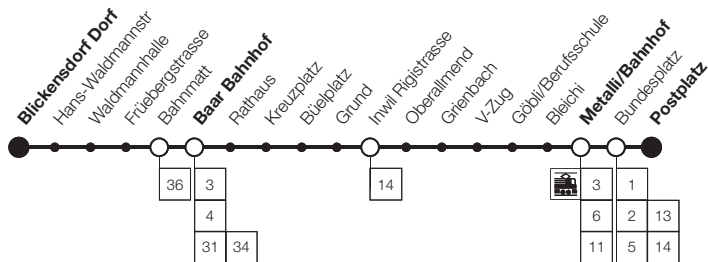 Blickensdorf Dorf
Hans-Waldmannstr
Waldmannhalle
Früebergstrasse
Bahnmatt
Baar Bahnhof
Rathaus
Kreuzplatz
Büelplatz
Grund
Inwil Rigistrasse
Oberallmend
Grienbach
V-Zug
Göbli/Berufsschule
Bleichi
Metalli/Bahnhof
Bundesplatz
Postplatz
36 3 14 3 1
4 6 2 13
31 34 11 5 14